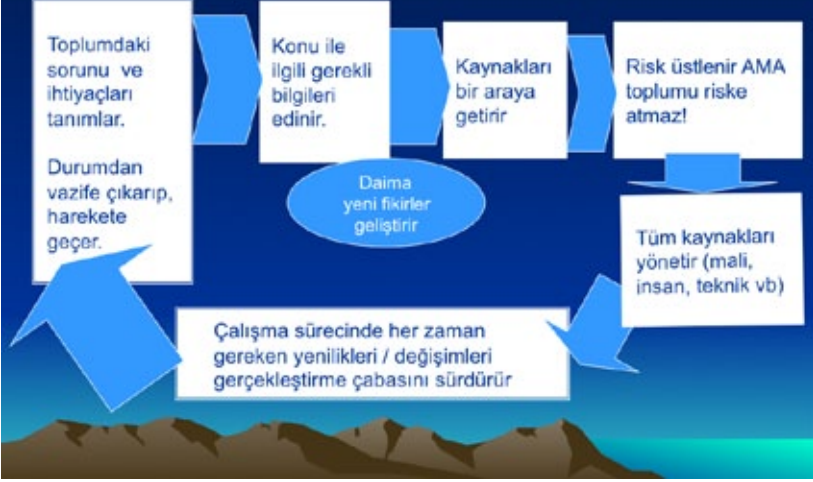 Toplumdaki
sorunu ve
ihtiyaçları
tanımlar.
Durumdan
vazife çıkarıp,
harekete
geçer.
Konu ile
ilgili gerekli
bilgileri
edinir.
Kaynakları
bir araya
getirir
Risk üstlenir AMA
toplumu riske
atmaz!
Daima
yeni fikirler
geliştirir
Tüm kaynakları
yönetir (mali,
insan, teknik vb)
Çalışma sürecinde her zaman
gereken yenilikleri / değişimleri
gerçekleştirme çabasını sürdürür